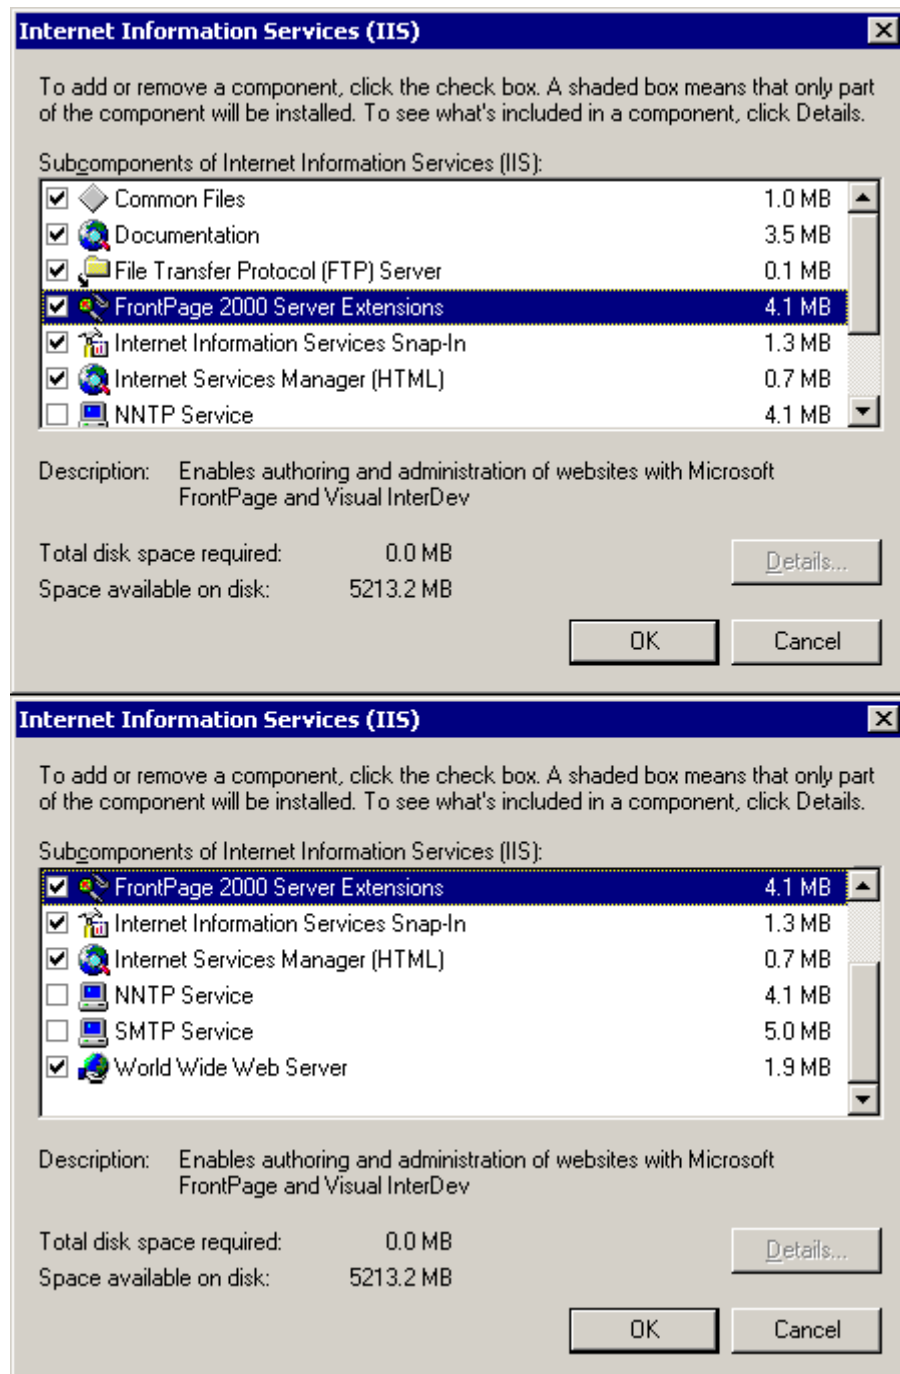 Internet Information Services (IIS)
To add or remove a component, click the check box. A shaded box means that only part
of the component will be installed. To see what's included in a component, click Details.
Subcomponents of Internet Information Services (IIS):
Common Files 1.0 MB
Documentation 3.5 MB
File Transfer Protocol (FTP) Server 0.1 MB
FrontPage 2000 Server Extensions 4.1 MB
Internet Information Services Snap-In 1.3 MB
Internet Services Manager (HTML) 0.7 MB
NNTP Service 4.1 MB
Description: Enables authoring and administration of websites with Microsoft
FrontPage and Visual InterDev
Total disk space required: 0.0 MB
Details...
Space available on disk: 5213.2 MB
OK Cancel
Internet Information Services (IIS)
To add or remove a component, click the check box. A shaded box means that only part
of the component will be installed. To see what's included in a component, click Details.
Subcomponents of Internet Information Services (IIS):
FrontPage 2000 Server Extensions 4.1 MB
Internet Information Services Snap-In 1.3 MB
Internet Services Manager (HTML) 0.7 MB
NNTP Service 4.1 MB
SMTP Service 5.0 MB
World Wide Web Server 1.9 MB
Description: Enables authoring and administration of websites with Microsoft
FrontPage and Visual InterDev
Total disk space required: 0.0 MB
Details...
Space available on disk: 5213.2 MB
OK Cancel